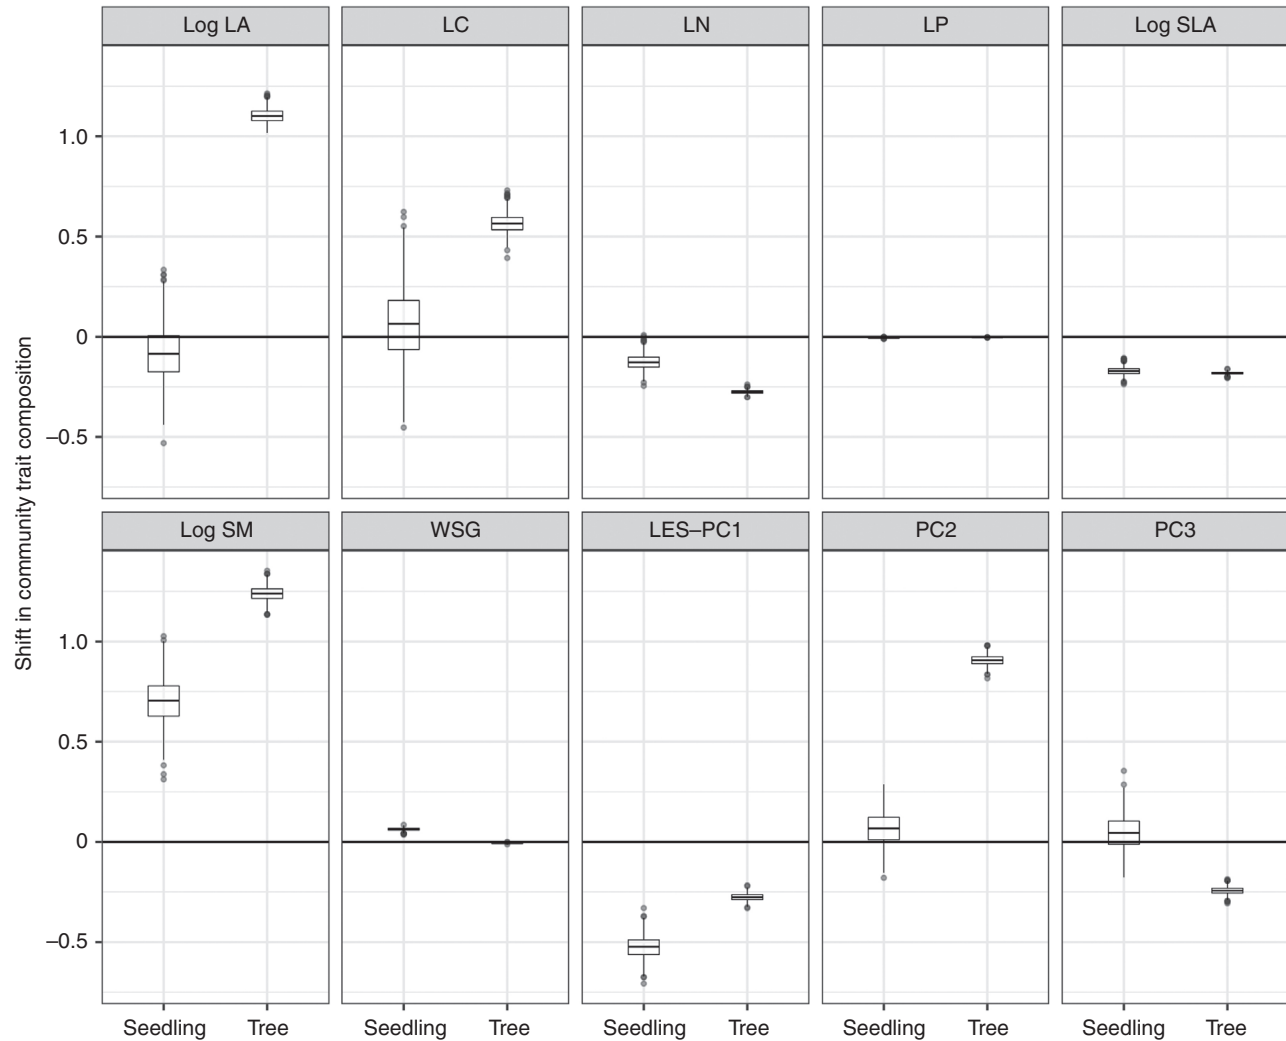 Log LA LC LN LP Log SLA
1.0
0.5
0
–0.5
Shift in community trait composition
Log SM WSG LES–PC1 PC2 PC3
1.0
0.5
0
–0.5
Seedling Tree Seedling Tree Seedling Tree Seedling Tree Seedling Tree